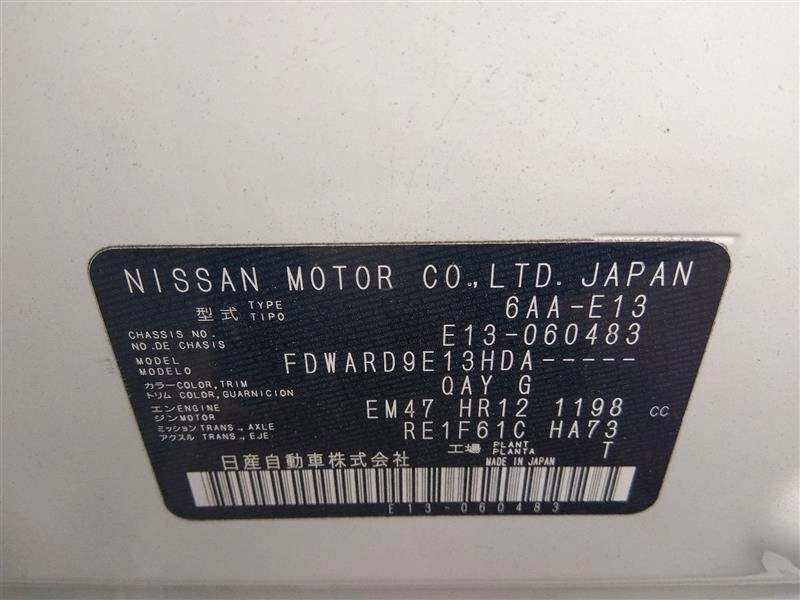 NISSAN MOTOR CO.,LTD. JAPAN
型式 TYPE TIPO 6AA-E13
CHASSIS NO. NO.DE CHASIS E13-060483
MODEL MODELO FDWARD9E13HDA-----
カラー COLOR,TRIM トリム COLOR,GUARNICION QAY G
エンジン ENGINE MOTOR EM47 HR12 1198 CC
ミッション TRANS.,AXLE アクスル TRANS.,EJE RE1F61C HA73
工場 PLANT PLANTA T
日産自動車株式会社 MADE IN JAPAN
E13-060483